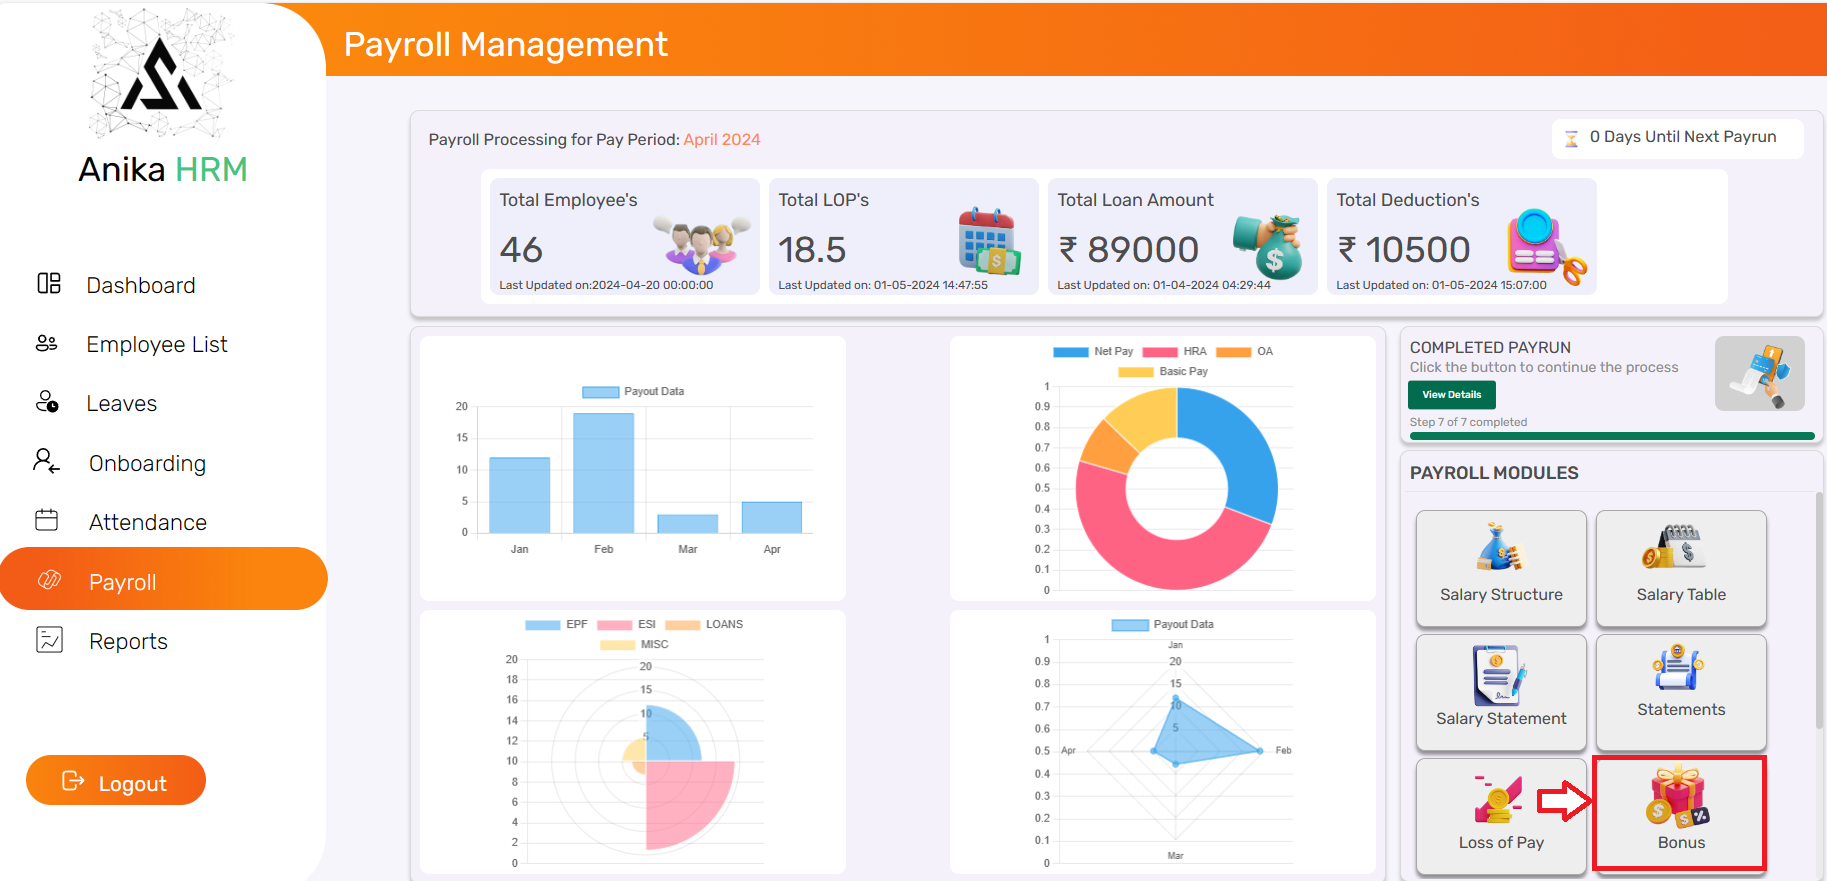 Payroll Management
Anika HRM
Dashboard
Employee List
Leaves
Onboarding
Attendance
Payroll
Reports
Logout
Payroll Processing for Pay Period: April 2024
0 Days Until Next Payrun
Total Employee's
46
Last Updated on:2024-04-20 00:00:00
Total LOP's
18.5
Last Updated on: 01-05-2024 14:47:55
Total Loan Amount
₹ 89000
Last Updated on: 01-04-2024 04:29:44
Total Deduction's
₹ 10500
Last Updated on: 01-05-2024 15:07:00
Payout Data
20
15
10
5
0
Jan Feb Mar Apr
Net Pay HRA OA
Basic Pay
1
0.9
0.8
0.7
0.6
0.5
0.4
0.3
0.2
0.1
0
EPF ESI LOANS
MISC
20
18
16
14
12
10
8
6
4
2
0
20
15
10
5
Payout Data
1
0.9
0.8
0.7
0.6
0.5
0.4
0.3
0.2
0.1
0
Jan
20
15
10
5
Apr Feb
Mar
COMPLETED PAYRUN
Click the button to continue the process
View Details
Step 7 of 7 completed
PAYROLL MODULES
Salary Structure
Salary Table
Salary Statement
Statements
Loss of Pay
Bonus